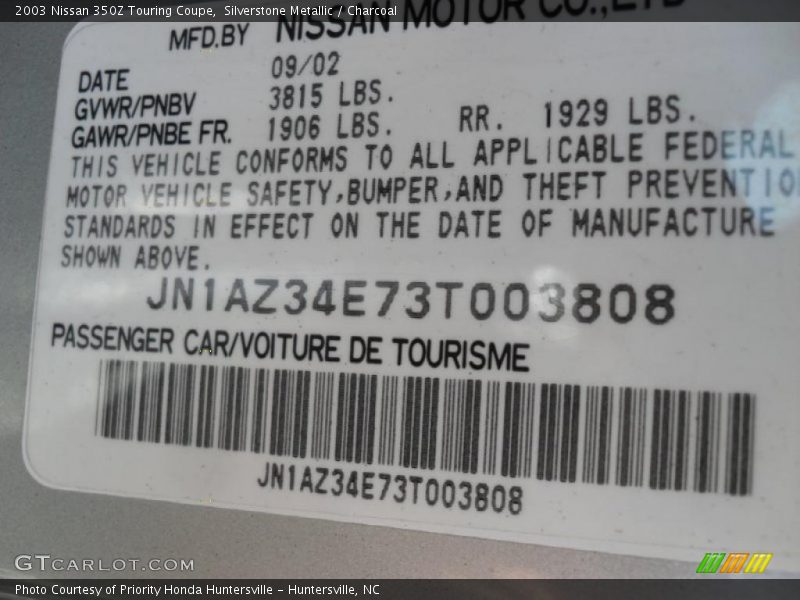 2003 Nissan 350Z Touring Coupe, Silverstone Metallic / Charcoal
MFD.BY NISSAN MOTOR CO.,LTD
DATE 09/02
GVWR/PNBV 3815 LBS.
GAWR/PNBE FR. 1906 LBS. RR. 1929 LBS.
THIS VEHICLE CONFORMS TO ALL APPLICABLE FEDERAL
MOTOR VEHICLE SAFETY,BUMPER,AND THEFT PREVENTIO
STANDARDS IN EFFECT ON THE DATE OF MANUFACTURE
SHOWN ABOVE.
JN1AZ34E73T003808
PASSENGER CAR/VOITURE DE TOURISME
JN1AZ34E73T003808
GTCARLOT.COM
Photo Courtesy of Priority Honda Huntersville – Huntersville, NC